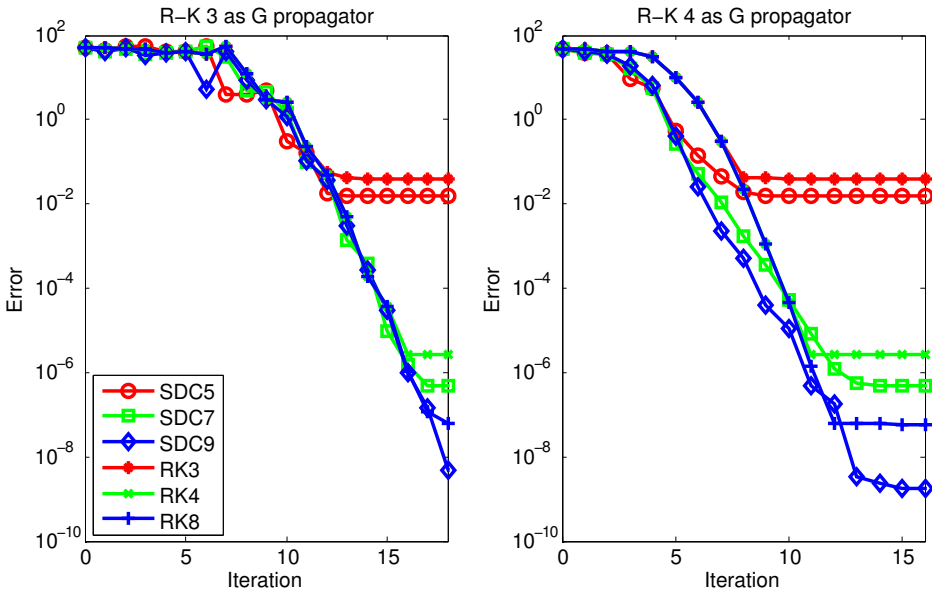 R−K 3 as G propagator
10^2
10^0
10^−2
10^−4
10^−6
10^−8
10^−10
Error
0 5 10 15
Iteration
SDC5
SDC7
SDC9
RK3
RK4
RK8
R−K 4 as G propagator
10^2
10^0
10^−2
10^−4
10^−6
10^−8
10^−10
Error
0 5 10 15
Iteration